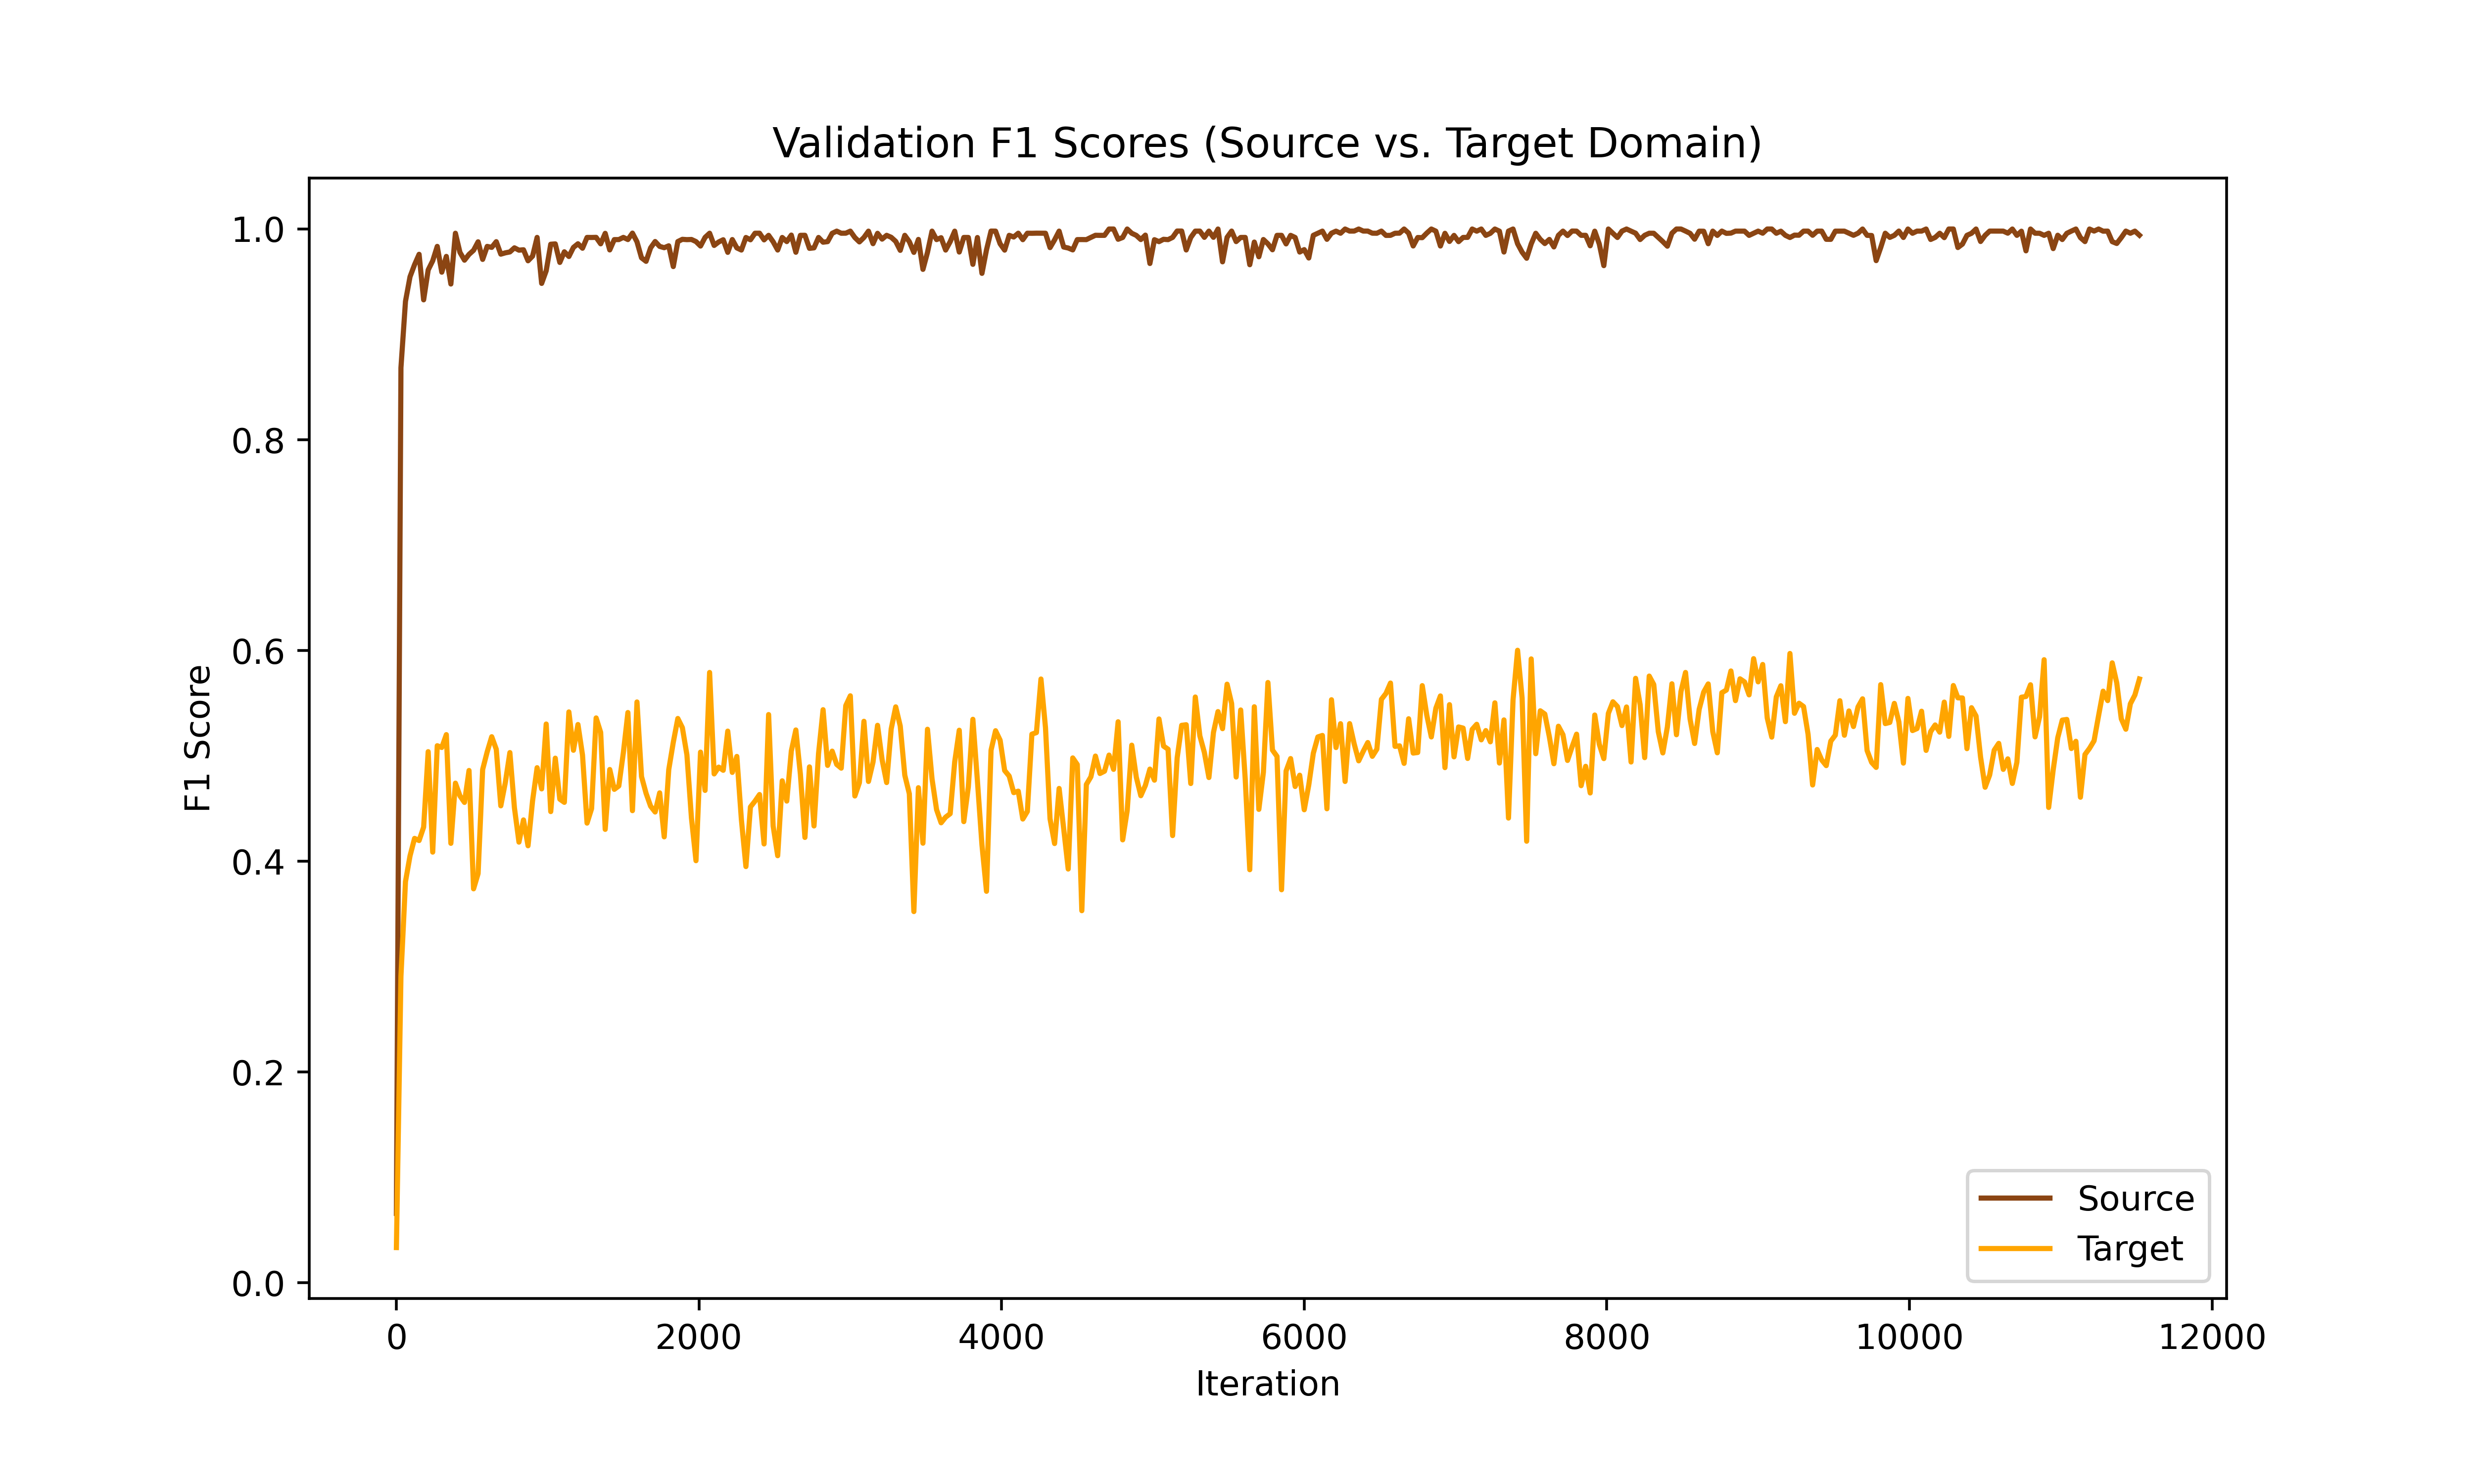 Validation F1 Scores (Source vs. Target Domain)
1.0
0.8
0.6
0.4
0.2
0.0
F1 Score
0 2000 4000 6000 8000 10000 12000
Iteration
Source
Target